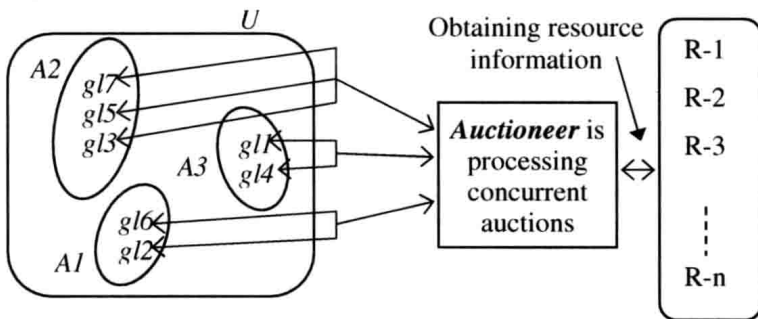 U
A2
gl7
gl5
gl3
A3
gl1
gl4
gl6
gl2
A1
Obtaining resource
information
Auctioneer is
processing
concurrent
auctions
R-1
R-2
R-3
R-n